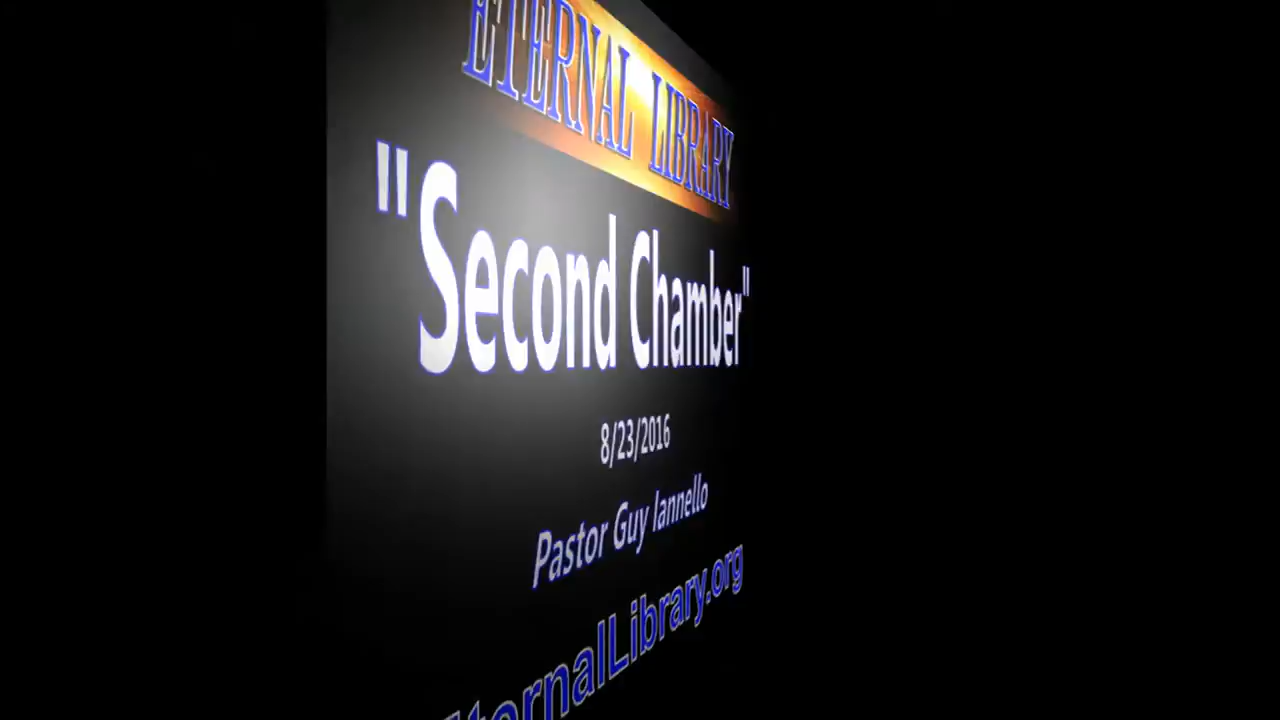 ETERNAL LIBRARY
"Second Chamber"
8/23/2016
Pastor Guy Iannello
EternalLibrary.org